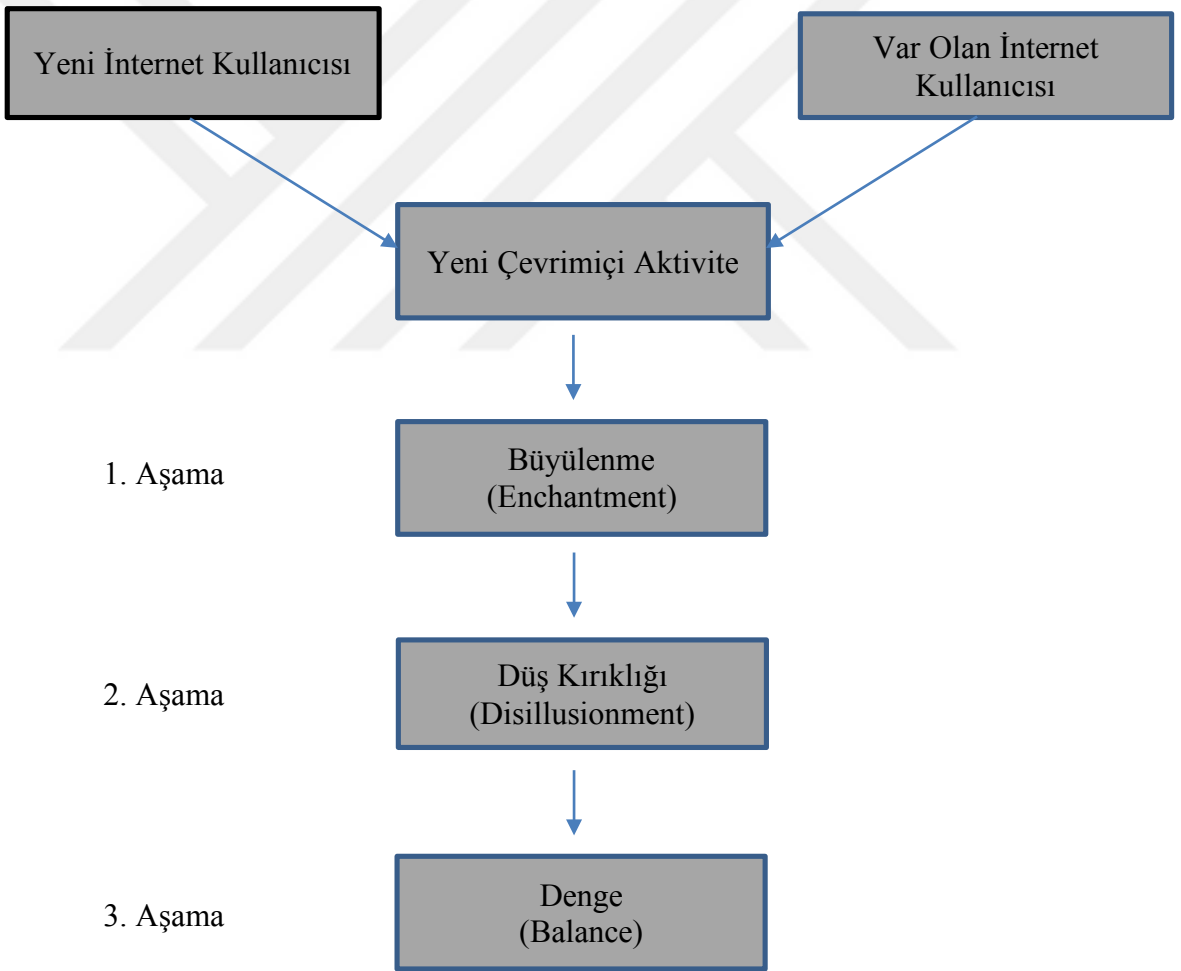 Yeni İnternet Kullanıcısı
Var Olan İnternet
Kullanıcısı
Yeni Çevrimiçi Aktivite
1. Aşama
Büyülenme
(Enchantment)
2. Aşama
Düş Kırıklığı
(Disillusionment)
3. Aşama
Denge
(Balance)